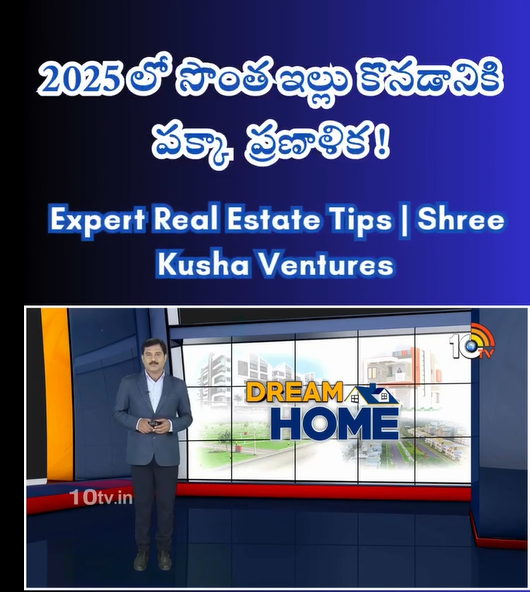 2025 లో సొంత ఇల్లు కొనడానికి
పక్కా ప్రణాళిక !
Expert Real Estate Tips | Shree
Kusha Ventures
10TV
DREAM
HOME
10tv.in